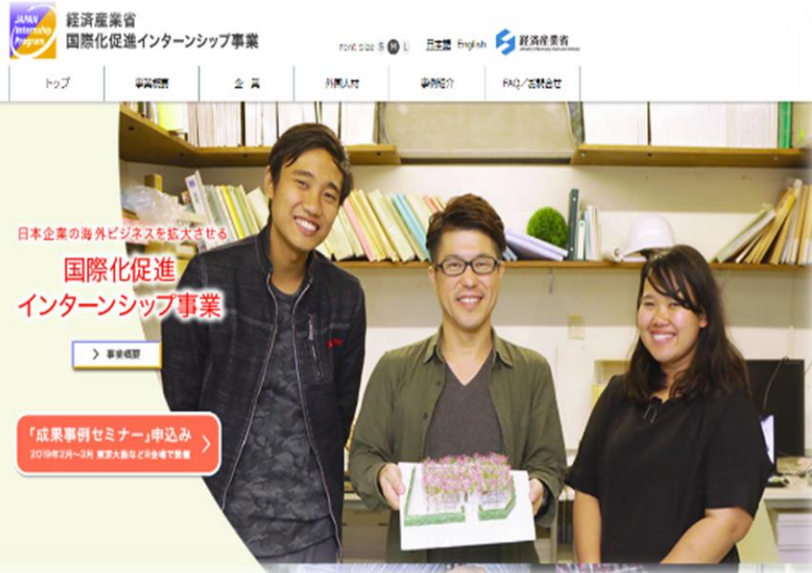 JAPAN
Internship
Program
経済産業省
国際化促進インターンシップ事業
Font size S M L
日本語 English
経済産業省
トップ
事業概要
企業
外国人材
事例紹介
FAQ／お問合せ
日本企業の海外ビジネスを拡大させる
国際化促進
インターンシップ事業
事業概要
「成果事例セミナー」申込み
2019年2月～3月 東京大阪など8会場で開催